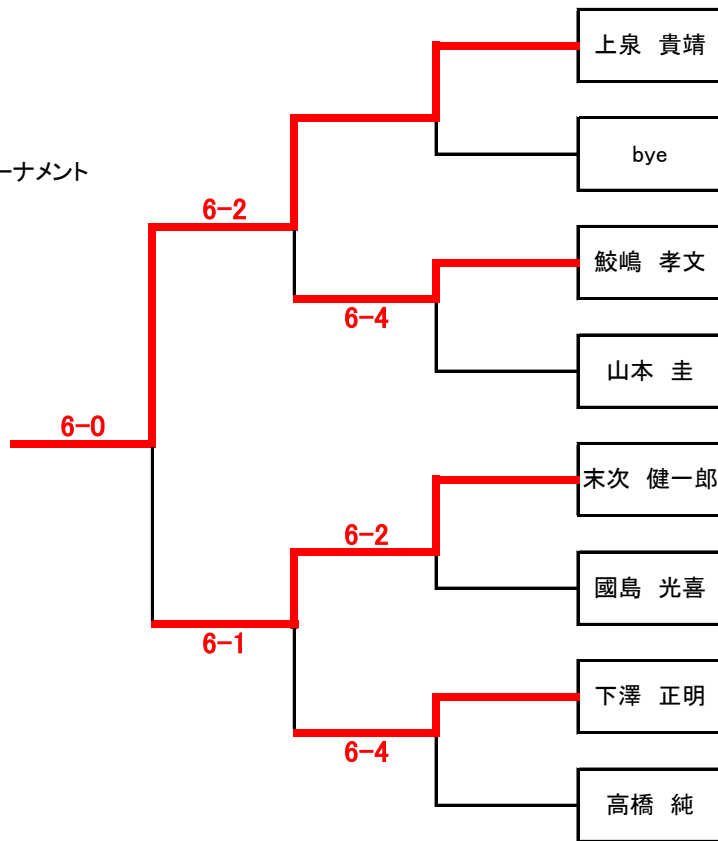 上泉　貴靖
bye
ーナメント
6-2
鮫嶋　孝文
6-4
山本　圭
6-0
末次　健一郎
6-2
國島　光喜
6-1
下澤　正明
6-4
高橋　純